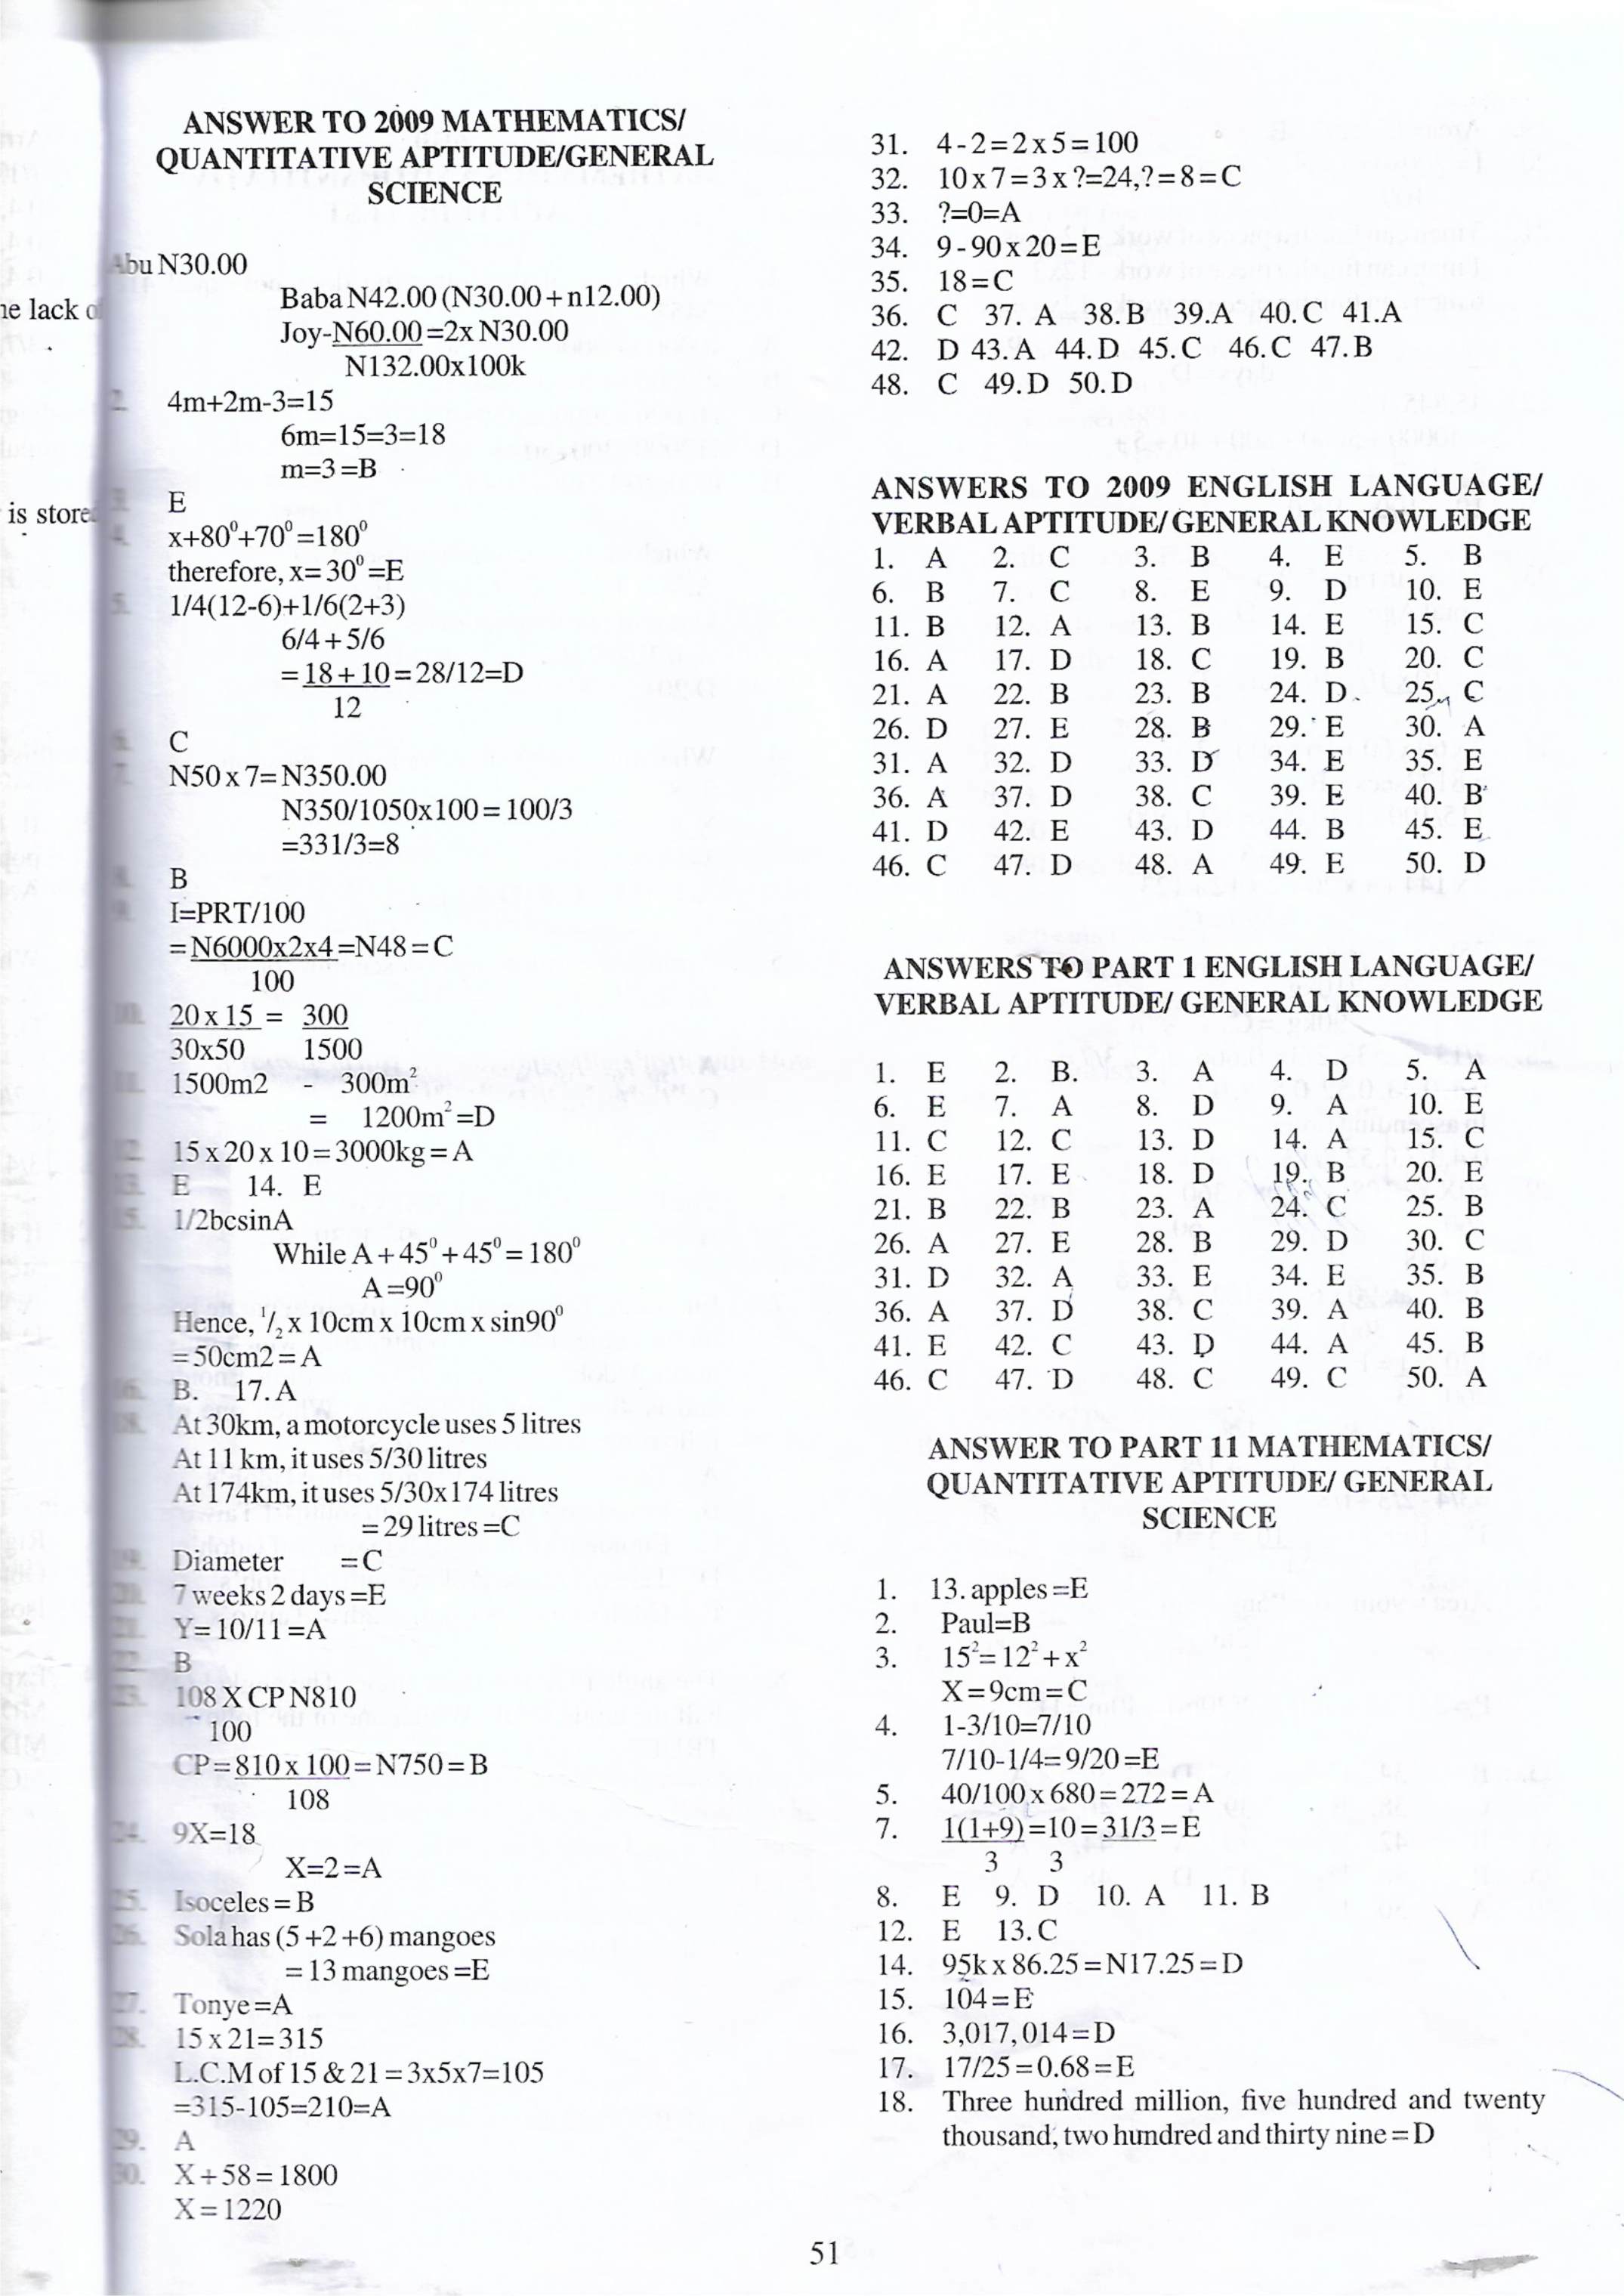 ANSWER TO 2009 MATHEMATICS/
QUANTITATIVE APTITUDE/GENERAL
SCIENCE
Abu N30.00
Baba N42.00 (N30.00 + n12.00)
Joy-N60.00 =2x N30.00
N132.00x100k
2. 4m+2m-3=15
6m=15=3=18
m=3 =B
3. E
4. x+80⁰+70⁰=180⁰
therefore, x= 30⁰ =E
5. 1/4(12-6)+1/6(2+3)
6/4 + 5/6
= 18 + 10 = 28/12=D
12
6. C
7. N50 x 7= N350.00
N350/1050x100 = 100/3
=331/3=8
8. B
9. I=PRT/100
= N6000x2x4 =N48 = C
100
10. 20 x 15 = 300
30x50 1500
11. 1500m2 - 300m²
= 1200m²=D
12. 15 x 20 x 10 = 3000kg = A
13. E 14. E
15. 1/2bcsinA
While A + 45⁰ + 45⁰ = 180⁰
A =90⁰
Hence, ¹/₂ x 10cm x 10cm x sin90⁰
= 50cm2 = A
16. B. 17. A
18. At 30km, a motorcycle uses 5 litres
At 11 km, it uses 5/30 litres
At 174km, it uses 5/30x174 litres
= 29 litres =C
19. Diameter = C
20. 7 weeks 2 days =E
21. Y= 10/11 =A
22. B
23. 108 X CP N810
100
CP = 810 x 100 = N750 = B
108
24. 9X=18
X=2 =A
25. Isoceles = B
26. Sola has (5 +2 +6) mangoes
= 13 mangoes =E
27. Tonye =A
28. 15 x 21= 315
L.C.M of 15 & 21 = 3x5x7=105
=315-105=210=A
29. A
30. X + 58 = 1800
X = 1220
he lack
is store
31. 4 - 2 = 2 x 5 = 100
32. 10 x 7 = 3 x ?=24,? = 8 = C
33. ?=0=A
34. 9 - 90 x 20 = E
35. 18 = C
36. C 37. A 38. B 39. A 40. C 41. A
42. D 43. A 44. D 45. C 46. C 47. B
48. C 49. D 50. D
ANSWERS TO 2009 ENGLISH LANGUAGE/
VERBAL APTITUDE/ GENERAL KNOWLEDGE
1. A 2. C 3. B 4. E 5. B
6. B 7. C 8. E 9. D 10. E
11. B 12. A 13. B 14. E 15. C
16. A 17. D 18. C 19. B 20. C
21. A 22. B 23. B 24. D 25. C
26. D 27. E 28. B 29. E 30. A
31. A 32. D 33. D 34. E 35. E
36. A 37. D 38. C 39. E 40. B
41. D 42. E 43. D 44. B 45. E
46. C 47. D 48. A 49. E 50. D
ANSWERS TO PART 1 ENGLISH LANGUAGE/
VERBAL APTITUDE/ GENERAL KNOWLEDGE
1. E 2. B. 3. A 4. D 5. A
6. E 7. A 8. D 9. A 10. E
11. C 12. C 13. D 14. A 15. C
16. E 17. E 18. D 19. B 20. E
21. B 22. B 23. A 24. C 25. B
26. A 27. E 28. B 29. D 30. C
31. D 32. A 33. E 34. E 35. B
36. A 37. D 38. C 39. A 40. B
41. E 42. C 43. D 44. A 45. B
46. C 47. D 48. C 49. C 50. A
ANSWER TO PART 11 MATHEMATICS/
QUANTITATIVE APTITUDE/ GENERAL
SCIENCE
1. 13. apples =E
2. Paul=B
3. 15²= 12² + x²
X = 9cm = C
4. 1-3/10=7/10
7/10-1/4= 9/20 =E
5. 40/100 x 680 = 272 = A
7. 1(1+9) =10 = 31/3 = E
3 3
8. E 9. D 10. A 11. B
12. E 13. C
14. 95k x 86.25 = N17.25 = D
15. 104 = E
16. 3,017,014 = D
17. 17/25 = 0.68 = E
18. Three hundred million, five hundred and twenty
thousand, two hundred and thirty nine = D
51